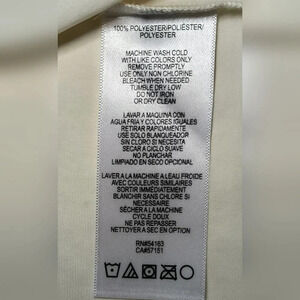 100% POLYESTER/POLIÉSTER/
POLYESTER
MACHINE WASH COLD
WITH LIKE COLORS ONLY
REMOVE PROMPTLY
USE ONLY NON CHLORINE
BLEACH WHEN NEEDED
TUMBLE DRY LOW
DO NOT IRON
OR DRY CLEAN
LAVAR A MAQUINA CON
AGUA FRIA Y COLORES IGUALES
RETIRAR RAPIDAMENTE
USAR SOLO BLANQUEADOR
SIN CLORO SI NECESITA
SECAR A CICLO SUAVE
NO PLANCHAR
LIMPIADO EN SECO OPCIONAL
LAVER A LA MACHINE A LEAU FROIDE
AVEC COULEURS SIMILAIRES
SORTIR IMMEDIATEMENT
BLANCHIR SANS CHLORE SI
NECESSAIRE
SÉCHER A LA MACHINE
CYCLE DOUX
NE PAS REPASSER
NETTOYER A SEC EN OPTION
RN#54163
CA#57151